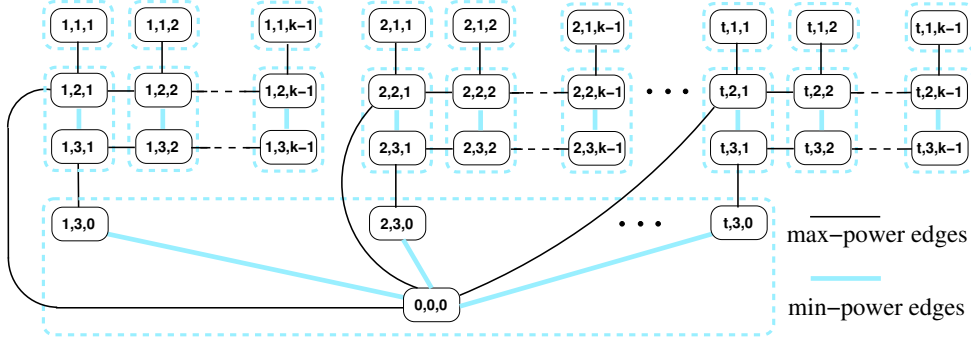 1,1,1 1,1,2 1,1,k−1 2,1,1 2,1,2 2,1,k−1 t,1,1 t,1,2 t,1,k−1
1,2,1 1,2,2 1,2,k−1 2,2,1 2,2,2 2,2,k−1 • • • t,2,1 t,2,2 t,2,k−1
1,3,1 1,3,2 1,3,k−1 2,3,1 2,3,2 2,3,k−1 t,3,1 t,3,2 t,3,k−1
1,3,0 2,3,0 • • • t,3,0
max−power edges
0,0,0
min−power edges